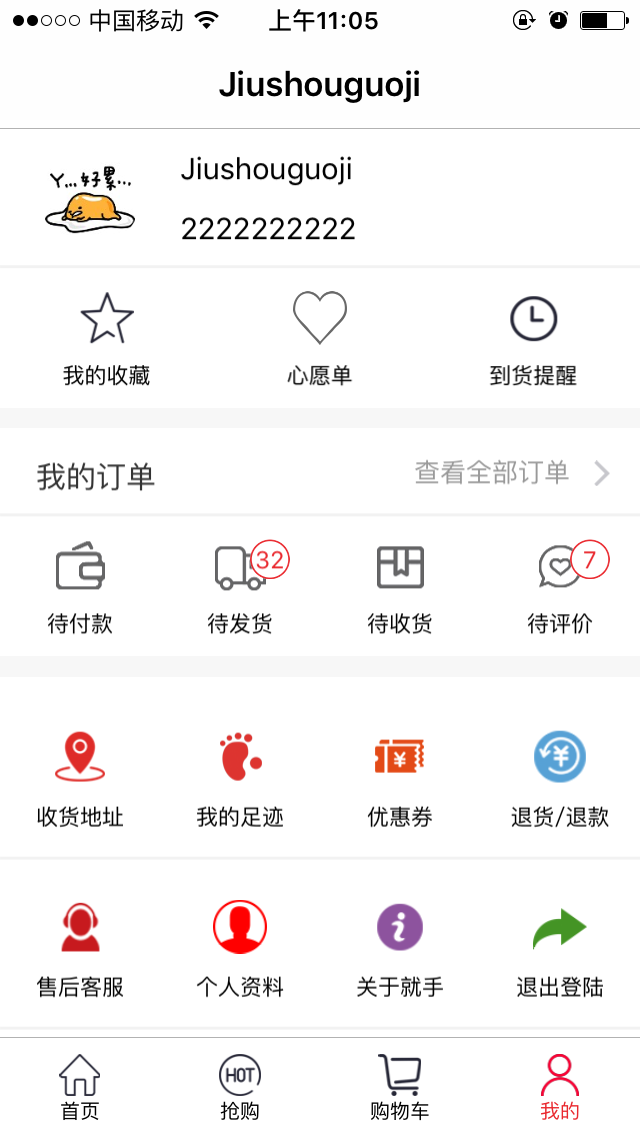 中国移动 上午11:05
Jiushouguoji
丫...好累...
Jiushouguoji
2222222222
我的收藏 心愿单 到货提醒
我的订单 查看全部订单
32 7
待付款 待发货 待收货 待评价
¥ ¥
收货地址 我的足迹 优惠券 退货/退款
i
售后客服 个人资料 关于就手 退出登陆
HOT
首页 抢购 购物车 我的